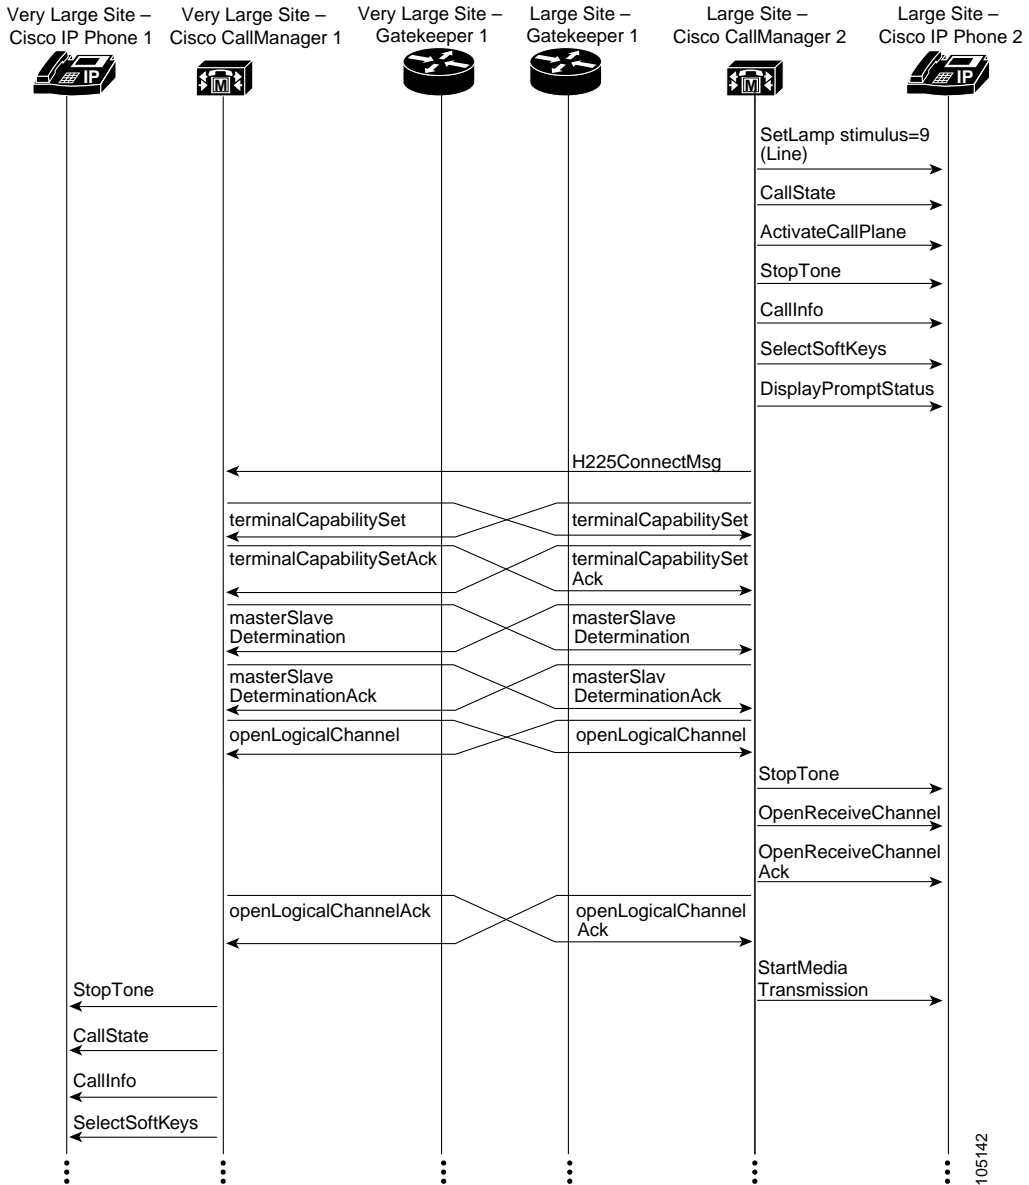 Very Large Site –
Cisco IP Phone 1
Very Large Site –
Cisco CallManager 1
Very Large Site –
Gatekeeper 1
Large Site –
Gatekeeper 1
Large Site –
Cisco CallManager 2
Large Site –
Cisco IP Phone 2
IP
M
M
IP
SetLamp stimulus=9
(Line)
CallState
ActivateCallPlane
StopTone
CallInfo
SelectSoftKeys
DisplayPromptStatus
H225ConnectMsg
terminalCapabilitySet
terminalCapabilitySet
terminalCapabilitySetAck
terminalCapabilitySet
Ack
masterSlave
Determination
masterSlave
Determination
masterSlave
DeterminationAck
masterSlav
DeterminationAck
openLogicalChannel
openLogicalChannel
StopTone
OpenReceiveChannel
OpenReceiveChannel
Ack
openLogicalChannelAck
openLogicalChannel
Ack
StartMedia
Transmission
StopTone
CallState
CallInfo
SelectSoftKeys
105142